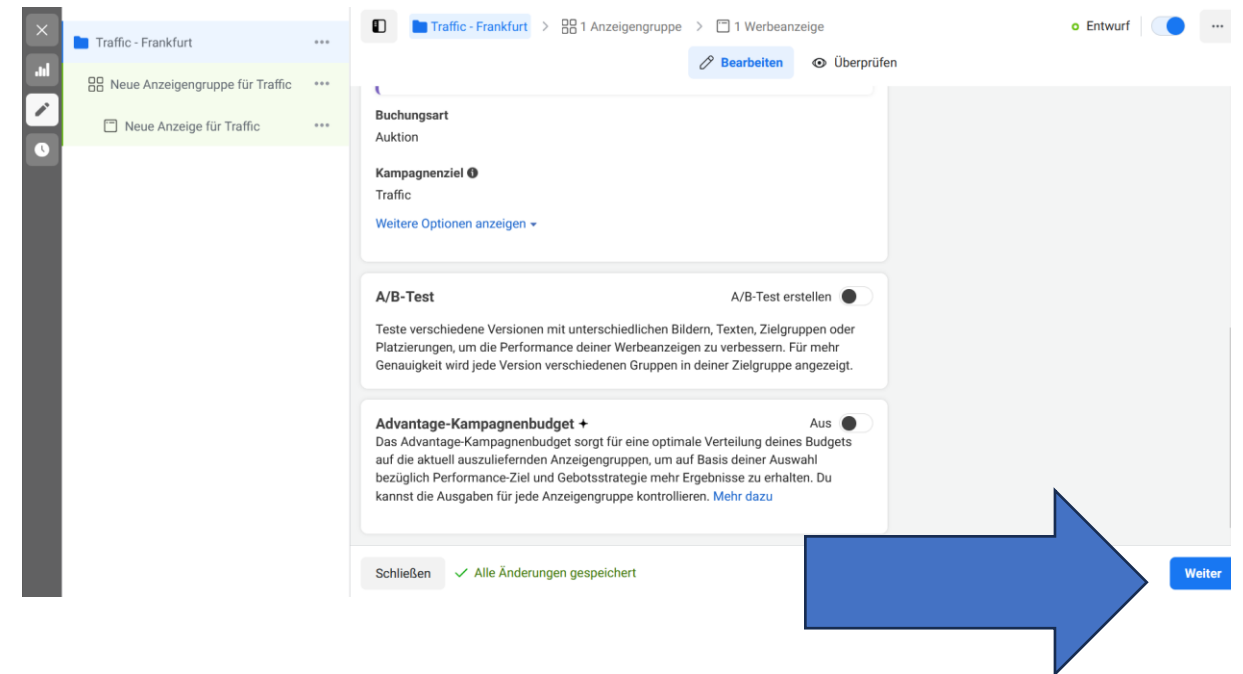 Traffic - Frankfurt
Neue Anzeigengruppe für Traffic
Neue Anzeige für Traffic
Traffic - Frankfurt > 1 Anzeigengruppe > 1 Werbeanzeige
Entwurf
Bearbeiten
Überprüfen
Buchungsart
Auktion
Kampagnenziel
Traffic
Weitere Optionen anzeigen
A/B-Test
A/B-Test erstellen
Teste verschiedene Versionen mit unterschiedlichen Bildern, Texten, Zielgruppen oder
Platzierungen, um die Performance deiner Werbeanzeigen zu verbessern. Für mehr
Genauigkeit wird jede Version verschiedenen Gruppen in deiner Zielgruppe angezeigt.
Advantage-Kampagnenbudget
Aus
Das Advantage-Kampagnenbudget sorgt für eine optimale Verteilung deines Budgets
auf die aktuell auszuliefernden Anzeigengruppen, um auf Basis deiner Auswahl
bezüglich Performance-Ziel und Gebotsstrategie mehr Ergebnisse zu erhalten. Du
kannst die Ausgaben für jede Anzeigengruppe kontrollieren. Mehr dazu
Schließen
Alle Änderungen gespeichert
Weiter